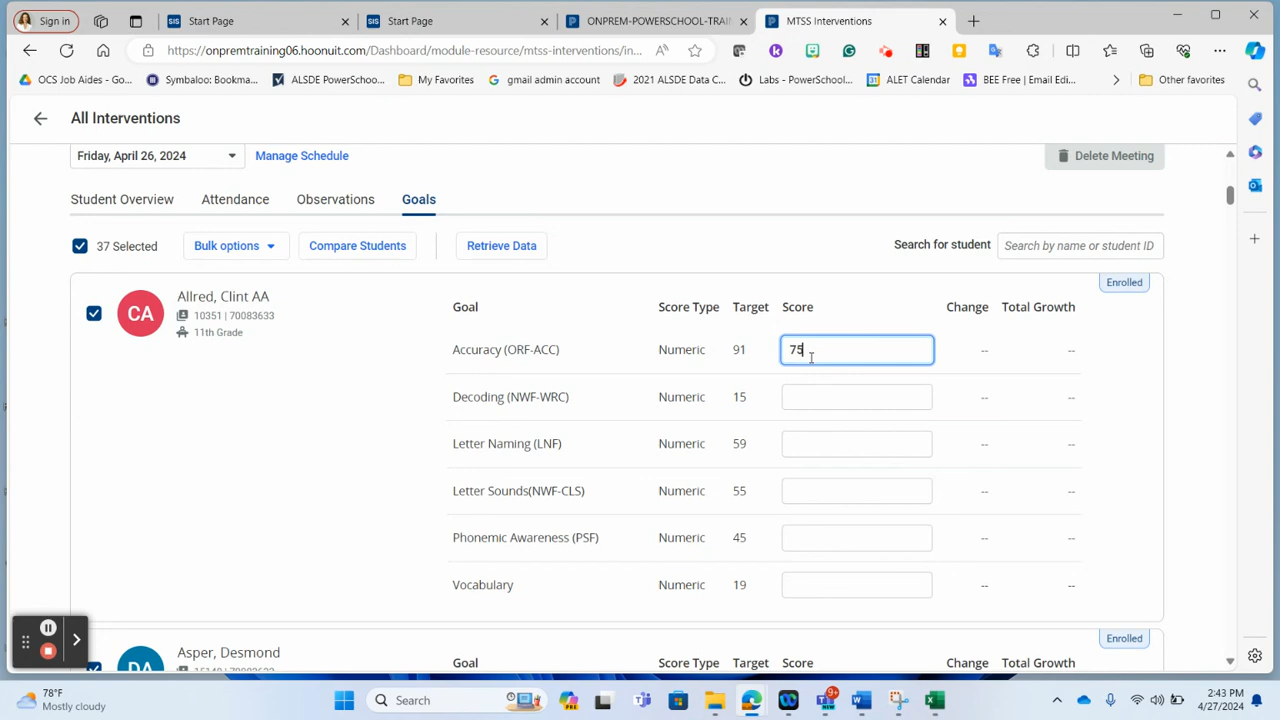 Sign in
Start Page
Start Page
ONPREM-POWERSCHOOL-TRAI
MTSS Interventions
https://onpremtraining06.hoonuit.com/Dashboard/module-resource/mtss-interventions/in...
OCS Job Aides - Go...
Symbaloo: Bookma...
ALSDE PowerSchoo...
My Favorites
gmail admin account
2021 ALSDE Data C...
Labs - PowerSchool...
ALET Calendar
BEE Free | Email Edi...
Other favorites
All Interventions
Friday, April 26, 2024
Manage Schedule
Delete Meeting
Student Overview
Attendance
Observations
Goals
37 Selected
Bulk options
Compare Students
Retrieve Data
Search for student
Search by name or student ID
Enrolled
CA
Allred, Clint AA
10351 | 70083633
11th Grade
Goal Score Type Target Score Change Total Growth
Accuracy (ORF-ACC) Numeric 91 75 -- --
Decoding (NWF-WRC) Numeric 15 -- --
Letter Naming (LNF) Numeric 59 -- --
Letter Sounds(NWF-CLS) Numeric 55 -- --
Phonemic Awareness (PSF) Numeric 45 -- --
Vocabulary Numeric 19 -- --
Enrolled
DA
Asper, Desmond
Goal Score Type Target Score Change Total Growth
78°F
Mostly cloudy
Search
9+
2:43 PM
4/27/2024